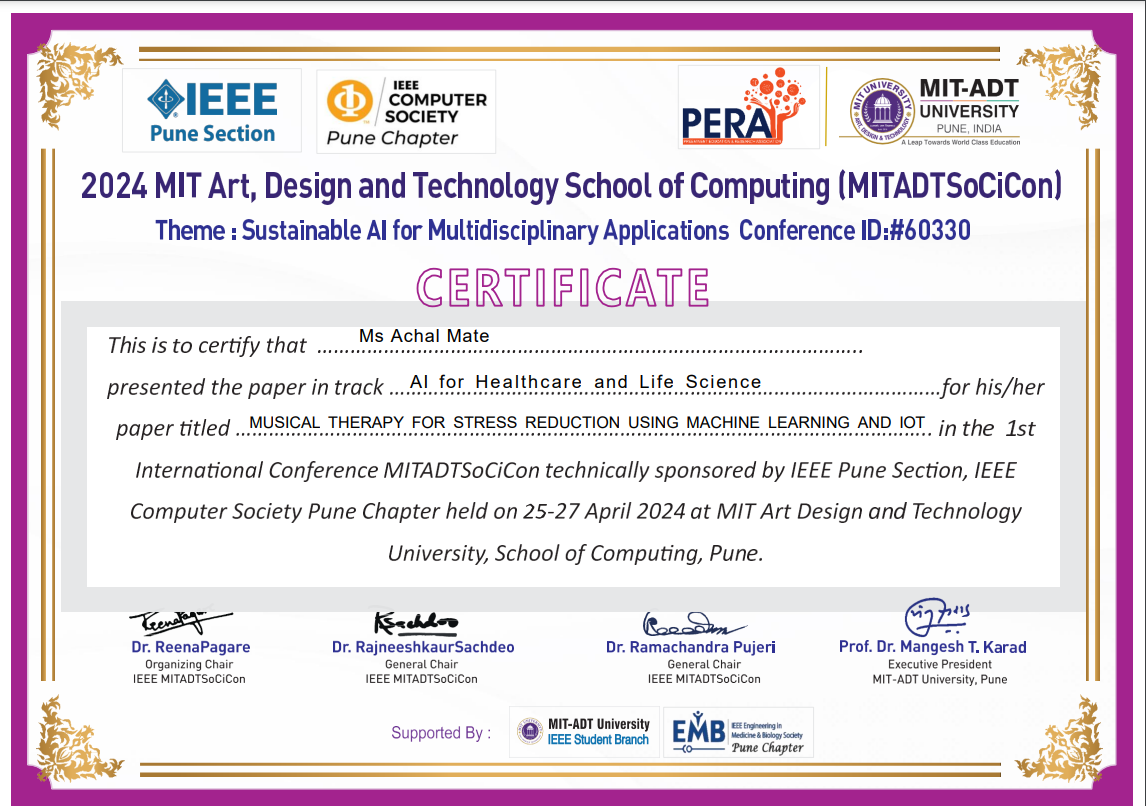 IEEE
Pune Section
IEEE
COMPUTER
SOCIETY
Pune Chapter
PERA
MIT UNIVERSITY
ART, DESIGN & TECHNOLOGY
MIT-ADT
UNIVERSITY
PUNE, INDIA
A Leap Towards World Class Education
2024 MIT Art, Design and Technology School of Computing (MITADTSoCiCon)
Theme : Sustainable AI for Multidisciplinary Applications Conference ID:#60330
CERTIFICATE
This is to certify that Ms Achal Mate
presented the paper in track AI for Healthcare and Life Science for his/her
paper titled MUSICAL THERAPY FOR STRESS REDUCTION USING MACHINE LEARNING AND IOT in the 1st
International Conference MITADTSoCiCon technically sponsored by IEEE Pune Section, IEEE
Computer Society Pune Chapter held on 25-27 April 2024 at MIT Art Design and Technology
University, School of Computing, Pune.
Dr. ReenaPagare
Organizing Chair
IEEE MITADTSoCiCon
Dr. RajneeshkaurSachdeo
General Chair
IEEE MITADTSoCiCon
Dr. Ramachandra Pujeri
General Chair
IEEE MITADTSoCiCon
Prof. Dr. Mangesh T. Karad
Executive President
MIT-ADT University, Pune
Supported By :
MIT-ADT University
IEEE Student Branch
EMB
IEEE Engineering in
Medicine & Biology Society
Pune Chapter